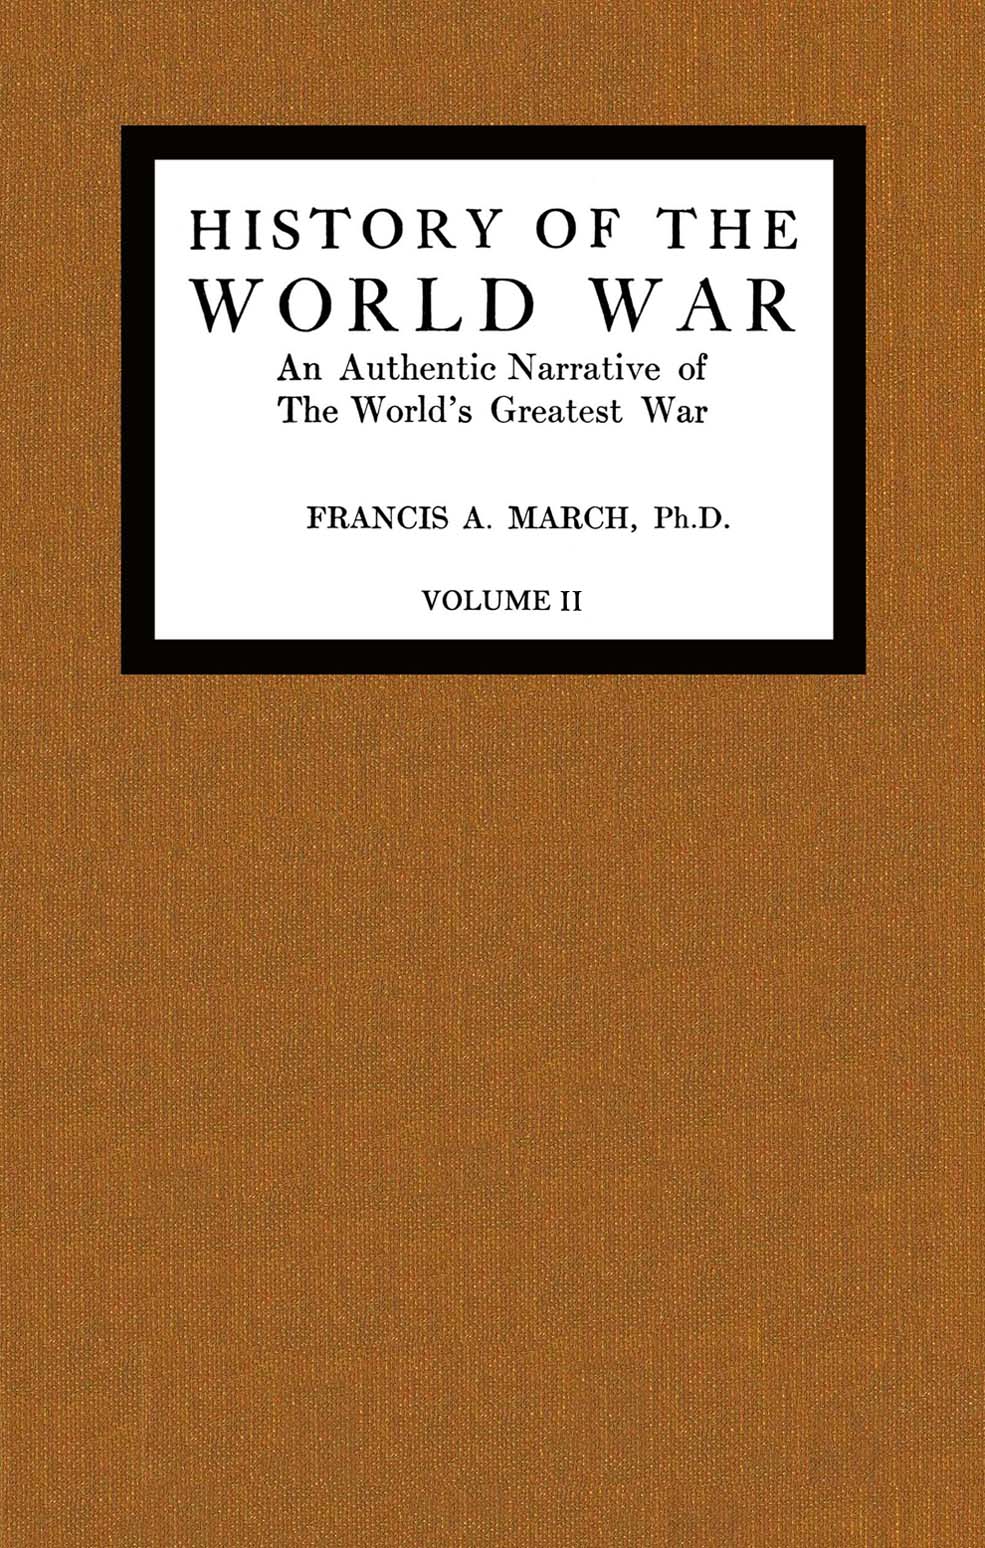 HISTORY OF THE
WORLD WAR
An Authentic Narrative of
The World's Greatest War
FRANCIS A. MARCH, Ph.D.
VOLUME II